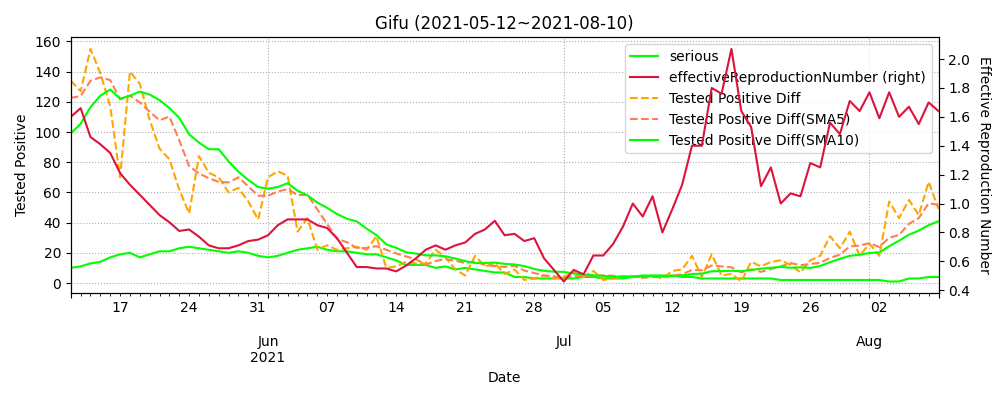 Gifu (2021-05-12~2021-08-10)
serious
effectiveReproductionNumber (right)
Tested Positive Diff
Tested Positive Diff(SMA5)
Tested Positive Diff(SMA10)
Tested Positive
160
140
120
100
80
60
40
20
0
2.0
1.8
1.6
1.4
1.2
1.0
0.8
0.6
0.4
Effective Reproduction Number
17 24 31 07 14 21 28 05 12 19 26 02
Jun Jul Aug
2021
Date